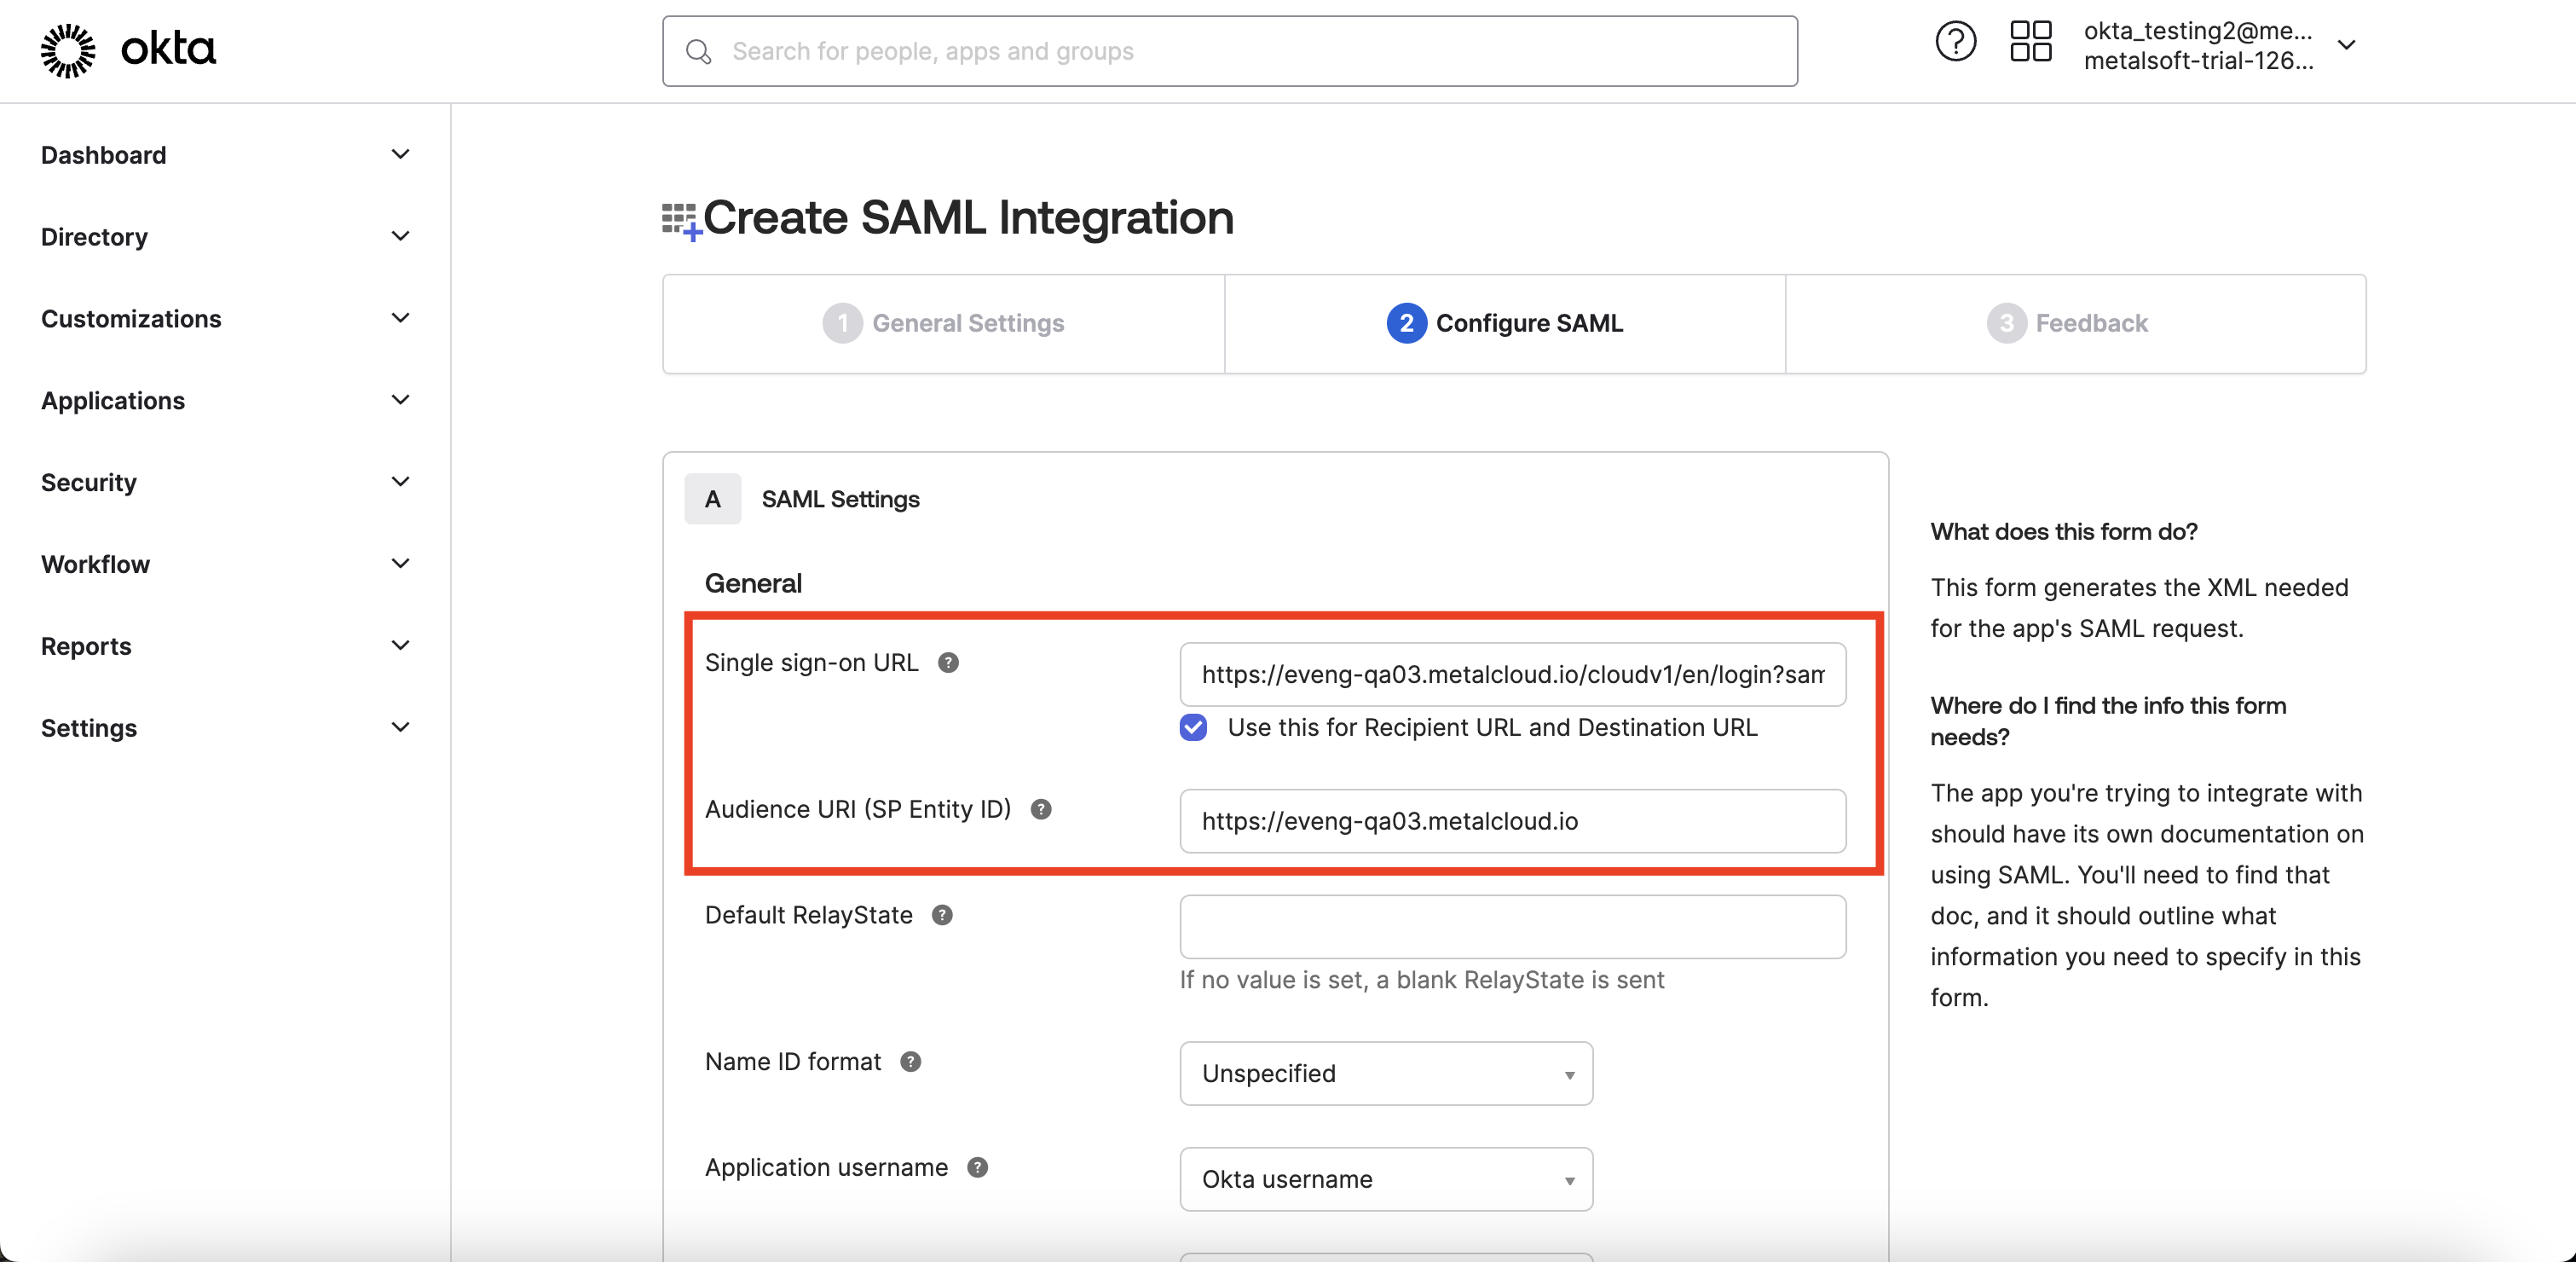 okta
Search for people, apps and groups
okta_testing2@me...
metalsoft-trial-126...
Dashboard
Directory
Customizations
Applications
Security
Workflow
Reports
Settings
Create SAML Integration
1 General Settings
2 Configure SAML
3 Feedback
A SAML Settings
General
Single sign-on URL ?
https://eveng-qa03.metalcloud.io/cloudv1/en/login?sam
Use this for Recipient URL and Destination URL
Audience URI (SP Entity ID) ?
https://eveng-qa03.metalcloud.io
Default RelayState ?
If no value is set, a blank RelayState is sent
Name ID format ?
Unspecified
Application username ?
Okta username
What does this form do?
This form generates the XML needed
for the app's SAML request.
Where do I find the info this form
needs?
The app you're trying to integrate with
should have its own documentation on
using SAML. You'll need to find that
doc, and it should outline what
information you need to specify in this
form.